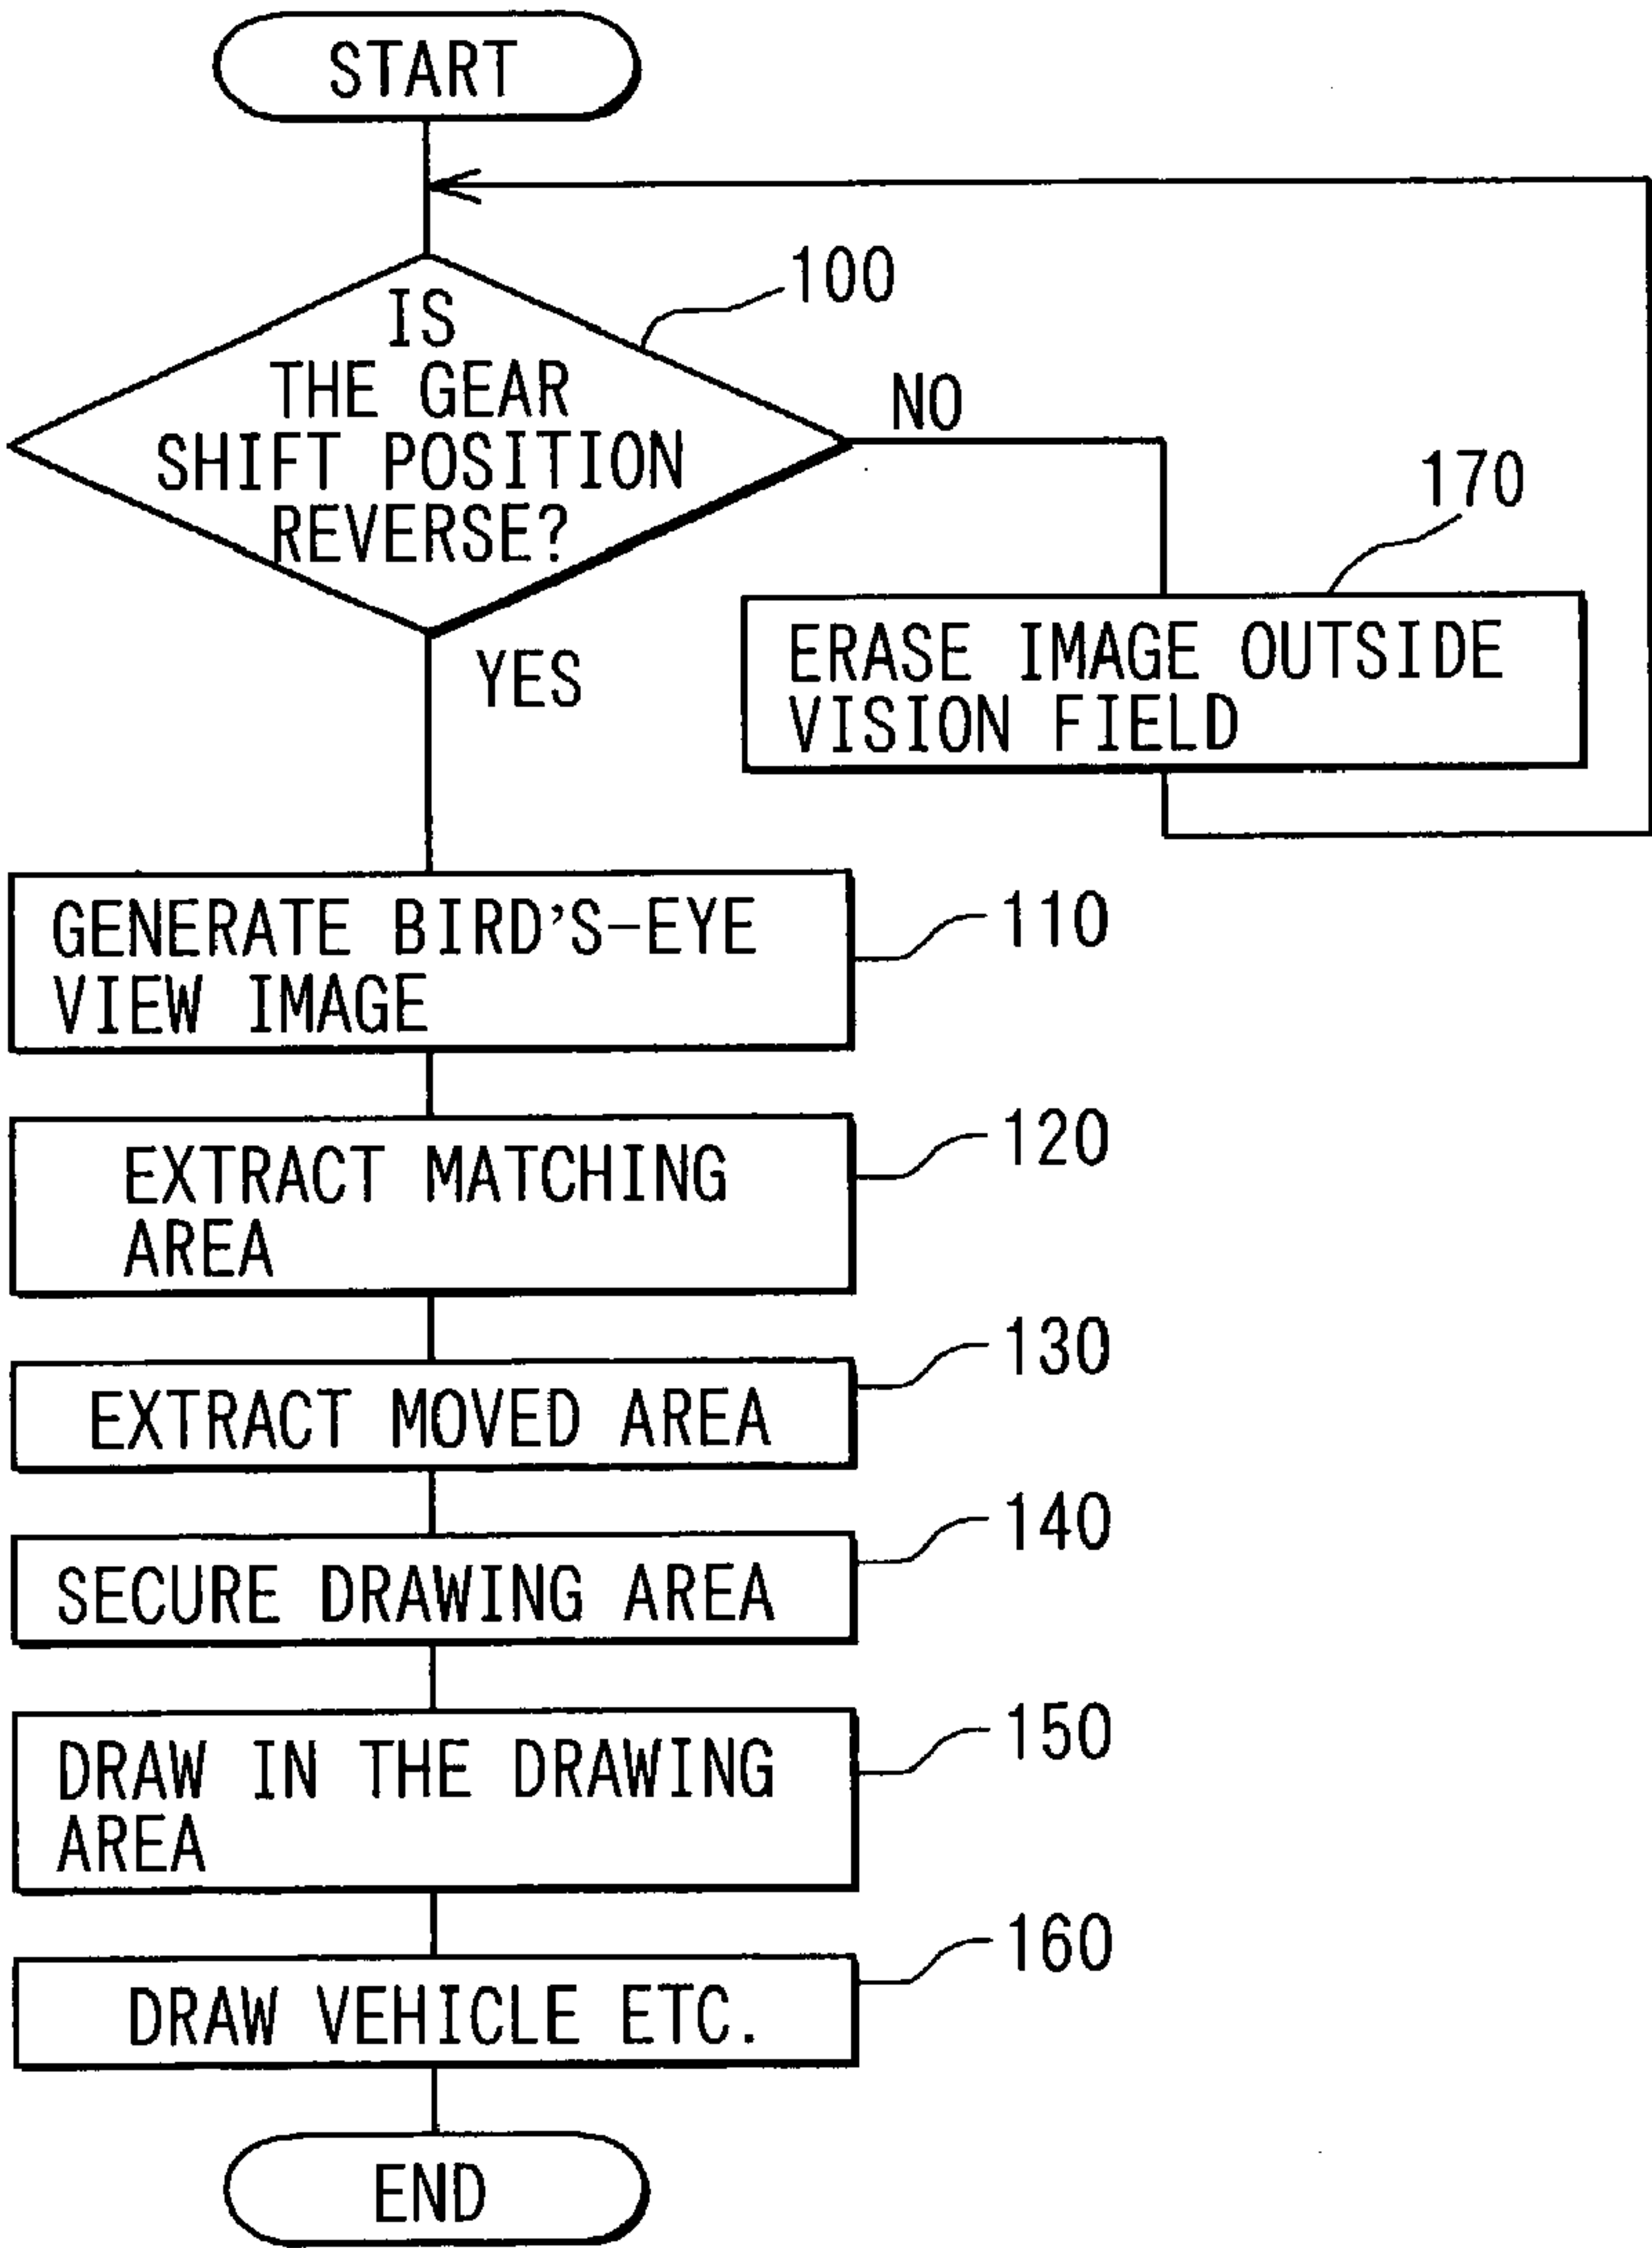 START
100
IS
THE GEAR
SHIFT POSITION
REVERSE?
NO
170
ERASE IMAGE OUTSIDE
VISION FIELD
YES
GENERATE BIRD'S-EYE
VIEW IMAGE
110
EXTRACT MATCHING
AREA
120
EXTRACT MOVED AREA
130
SECURE DRAWING AREA
140
DRAW IN THE DRAWING
AREA
150
DRAW VEHICLE ETC.
160
END